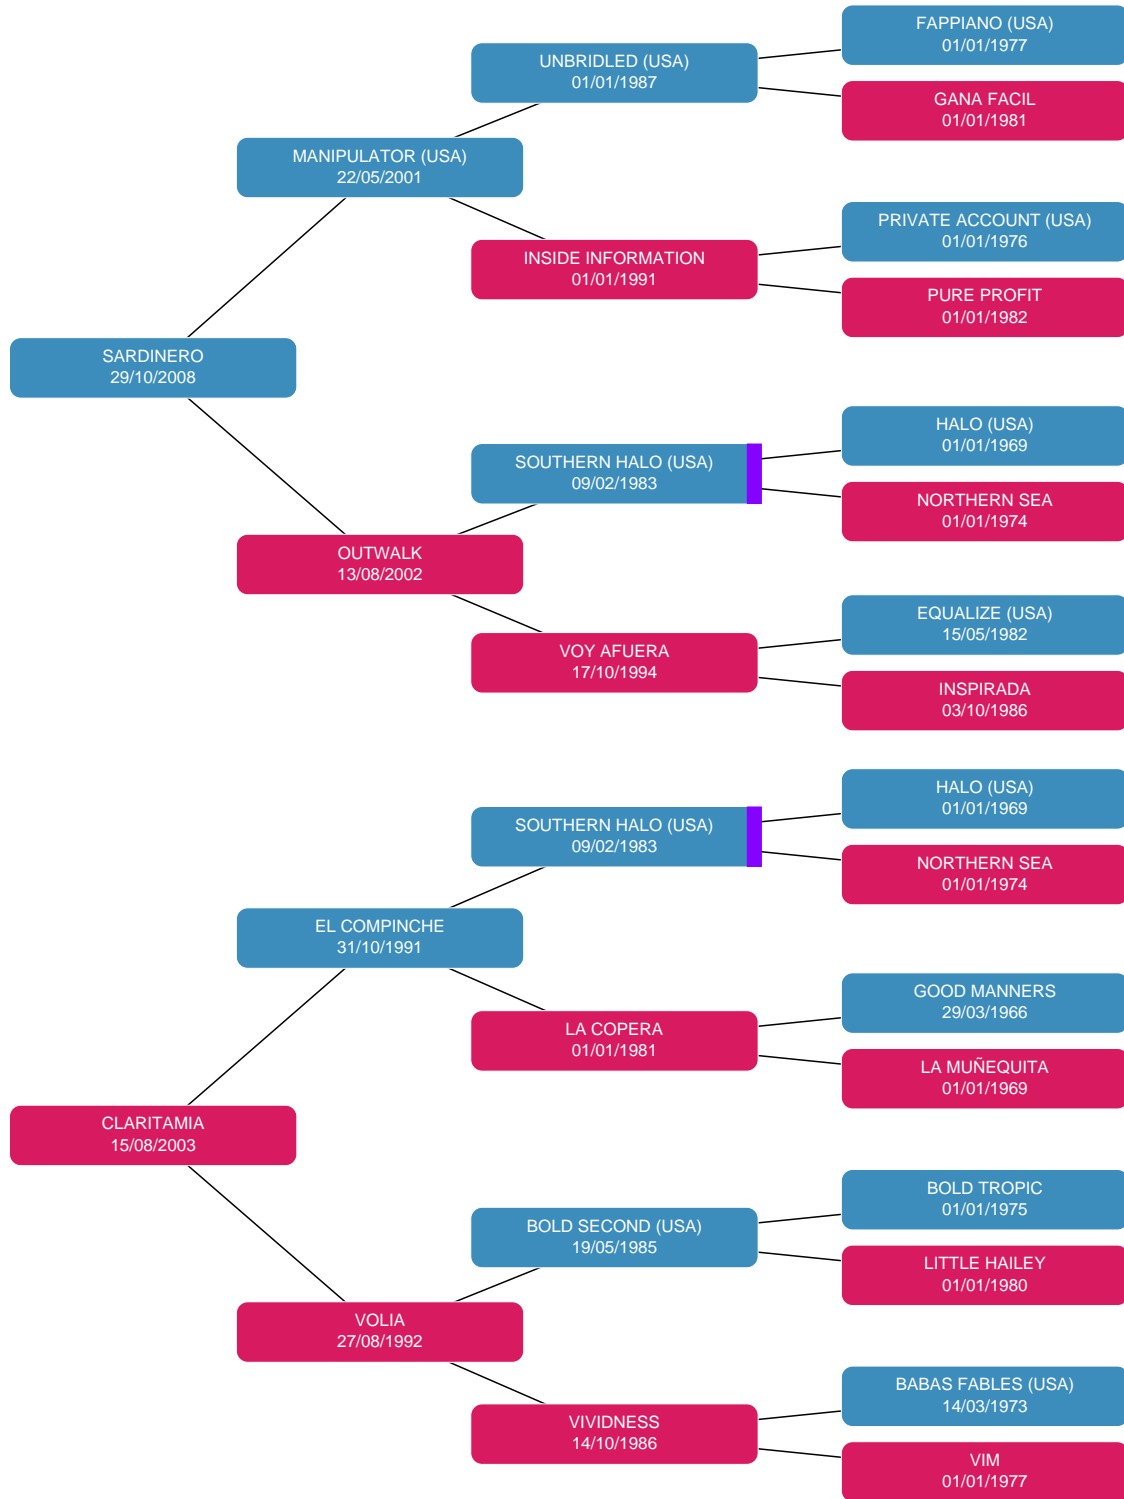 FAPPIANO (USA)
01/01/1977
UNBRIDLED (USA)
01/01/1987
GANA FACIL
01/01/1981
MANIPULATOR (USA)
22/05/2001
PRIVATE ACCOUNT (USA)
01/01/1976
INSIDE INFORMATION
01/01/1991
PURE PROFIT
01/01/1982
SARDINERO
29/10/2008
HALO (USA)
01/01/1969
SOUTHERN HALO (USA)
09/02/1983
NORTHERN SEA
01/01/1974
OUTWALK
13/08/2002
EQUALIZE (USA)
15/05/1982
VOY AFUERA
17/10/1994
INSPIRADA
03/10/1986
HALO (USA)
01/01/1969
SOUTHERN HALO (USA)
09/02/1983
NORTHERN SEA
01/01/1974
EL COMPINCHE
31/10/1991
GOOD MANNERS
29/03/1966
LA COPERA
01/01/1981
LA MUÑEQUITA
01/01/1969
CLARITAMIA
15/08/2003
BOLD TROPIC
01/01/1975
BOLD SECOND (USA)
19/05/1985
LITTLE HAILEY
01/01/1980
VOLIA
27/08/1992
BABAS FABLES (USA)
14/03/1973
VIVIDNESS
14/10/1986
VIM
01/01/1977